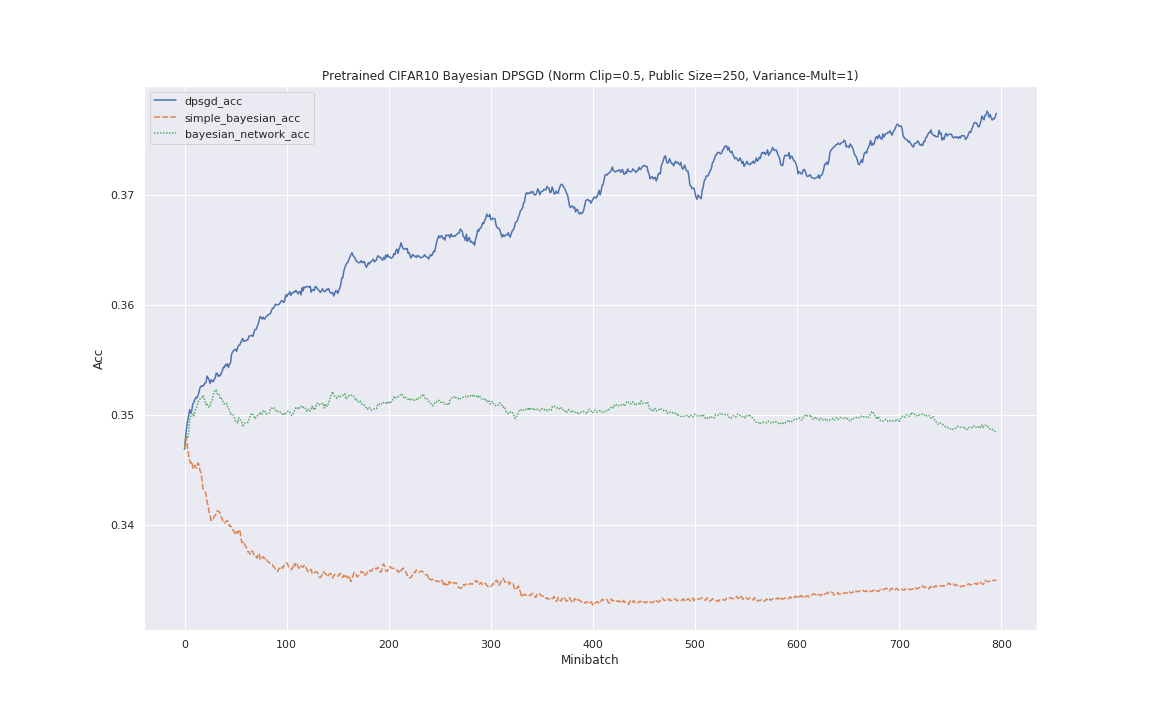 Pretrained CIFAR10 Bayesian DPSGD (Norm Clip=0.5, Public Size=250, Variance-Mult=1)
dpsgd_acc
simple_bayesian_acc
bayesian_network_acc
0.37
0.36
0.35
0.34
Acc
0 100 200 300 400 500 600 700 800
Minibatch